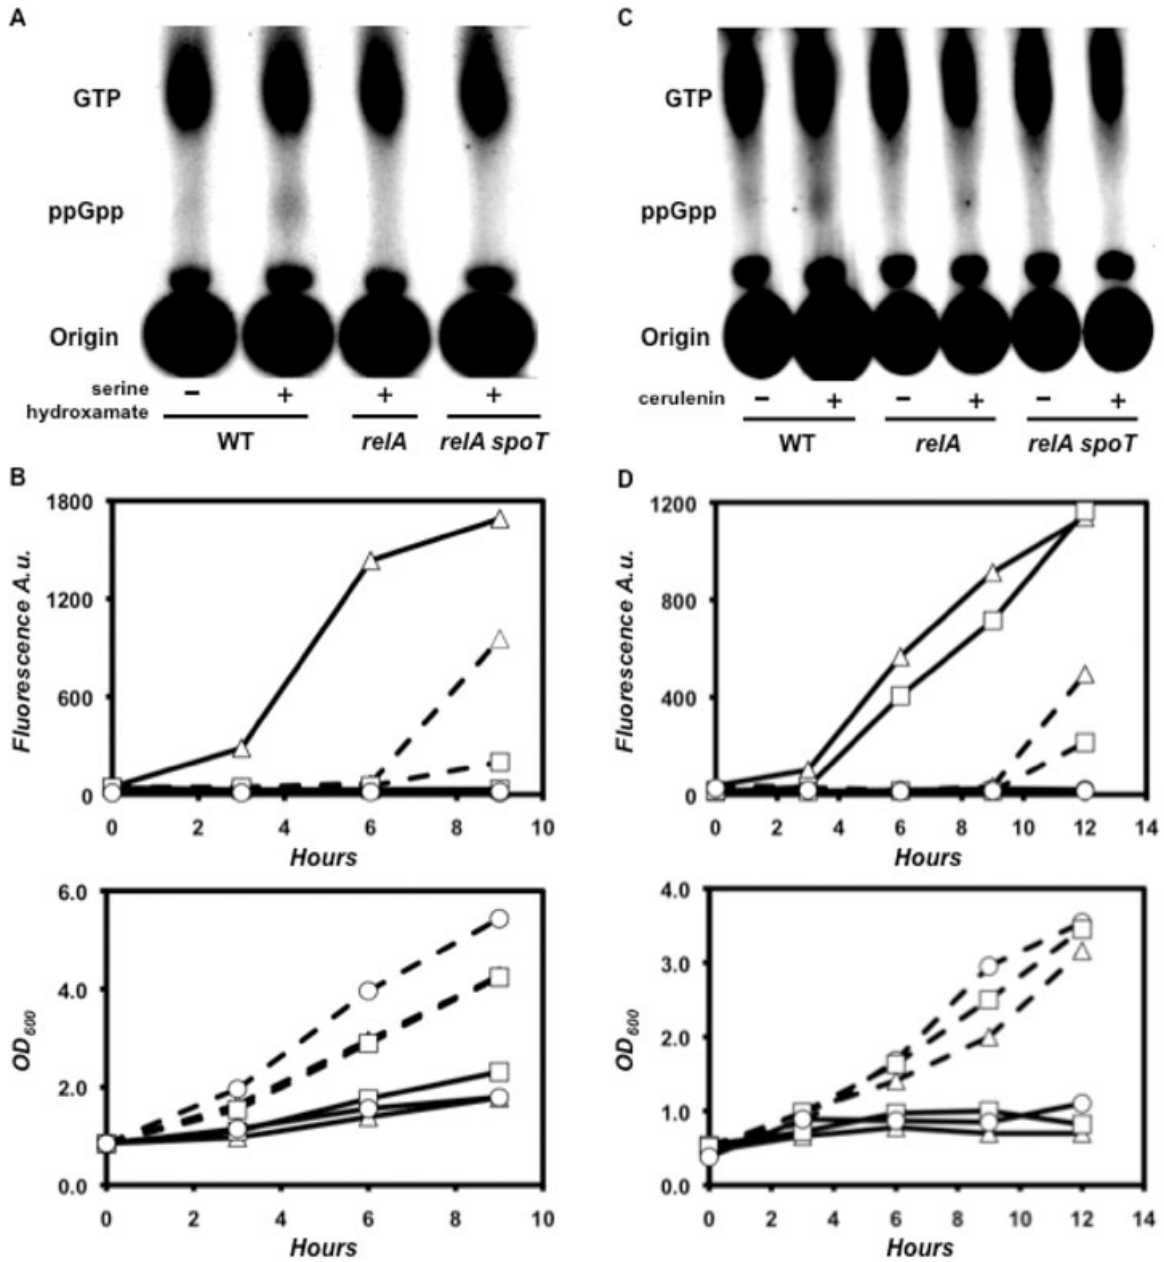 A
GTP
ppGpp
Origin
serine
hydroxamate
− + + +
WT relA relA spoT
C
GTP
ppGpp
Origin
cerulenin − + − + − +
WT relA relA spoT
B
Fluorescence A.u.
1800
1200
600
0
0 2 4 6 8 10
Hours
OD600
6.0
4.0
2.0
0.0
0 2 4 6 8 10
Hours
D
Fluorescence A.u.
1200
800
400
0
0 2 4 6 8 10 12 14
Hours
OD600
4.0
3.0
2.0
1.0
0.0
0 2 4 6 8 10 12 14
Hours